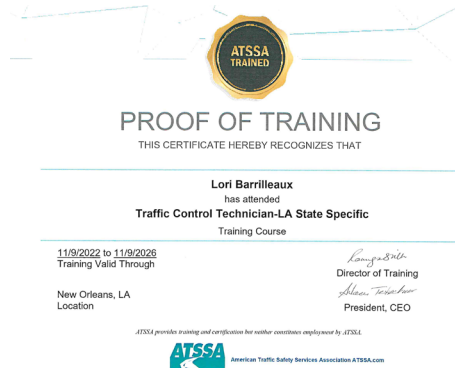 ATSSA
TRAINED
PROOF OF TRAINING
THIS CERTIFICATE HEREBY RECOGNIZES THAT
Lori Barrilleaux
has attended
Traffic Control Technician-LA State Specific
Training Course
11/9/2022 to 11/9/2026
Training Valid Through
Director of Training
New Orleans, LA
Location
President, CEO
ATSSA provides training and certification but neither constitutes employment by ATSSA.
ATSSA
American Traffic Safety Services Association ATSSA.com